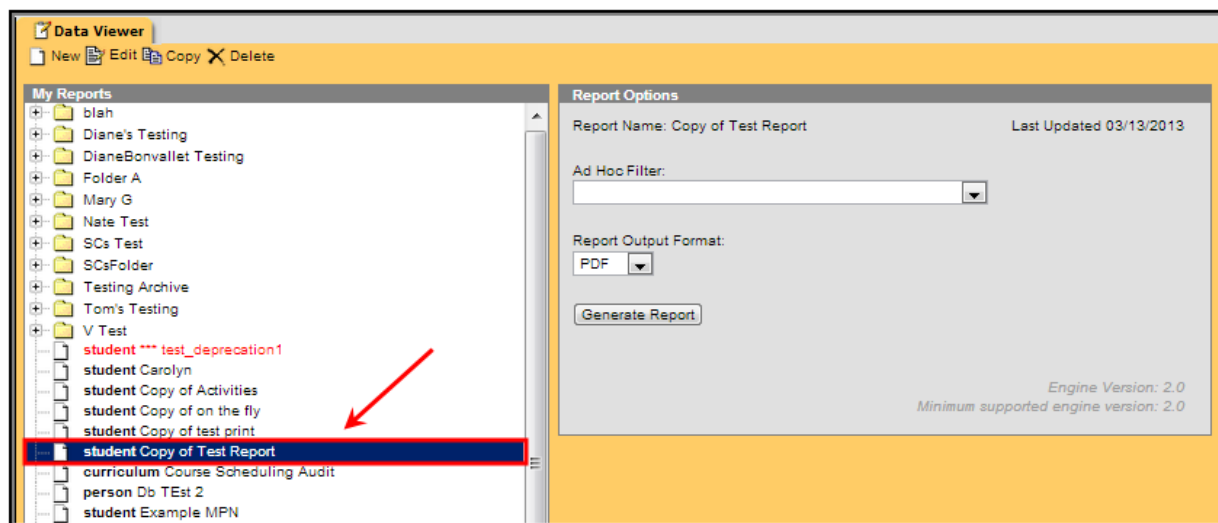 Data Viewer
New Edit Copy Delete
My Reports
blah
Diane's Testing
DianeBonvallet Testing
Folder A
Mary G
Nate Test
SCs Test
SCsFolder
Testing Archive
Tom's Testing
V Test
student *** test_deprecation1
student Carolyn
student Copy of Activities
student Copy of on the fly
student Copy of test print
student Copy of Test Report
curriculum Course Scheduling Audit
person Db TEst 2
student Example MPN
Report Options
Report Name: Copy of Test Report Last Updated 03/13/2013
Ad Hoc Filter:
Report Output Format:
PDF
Generate Report
Engine Version: 2.0
Minimum supported engine version: 2.0